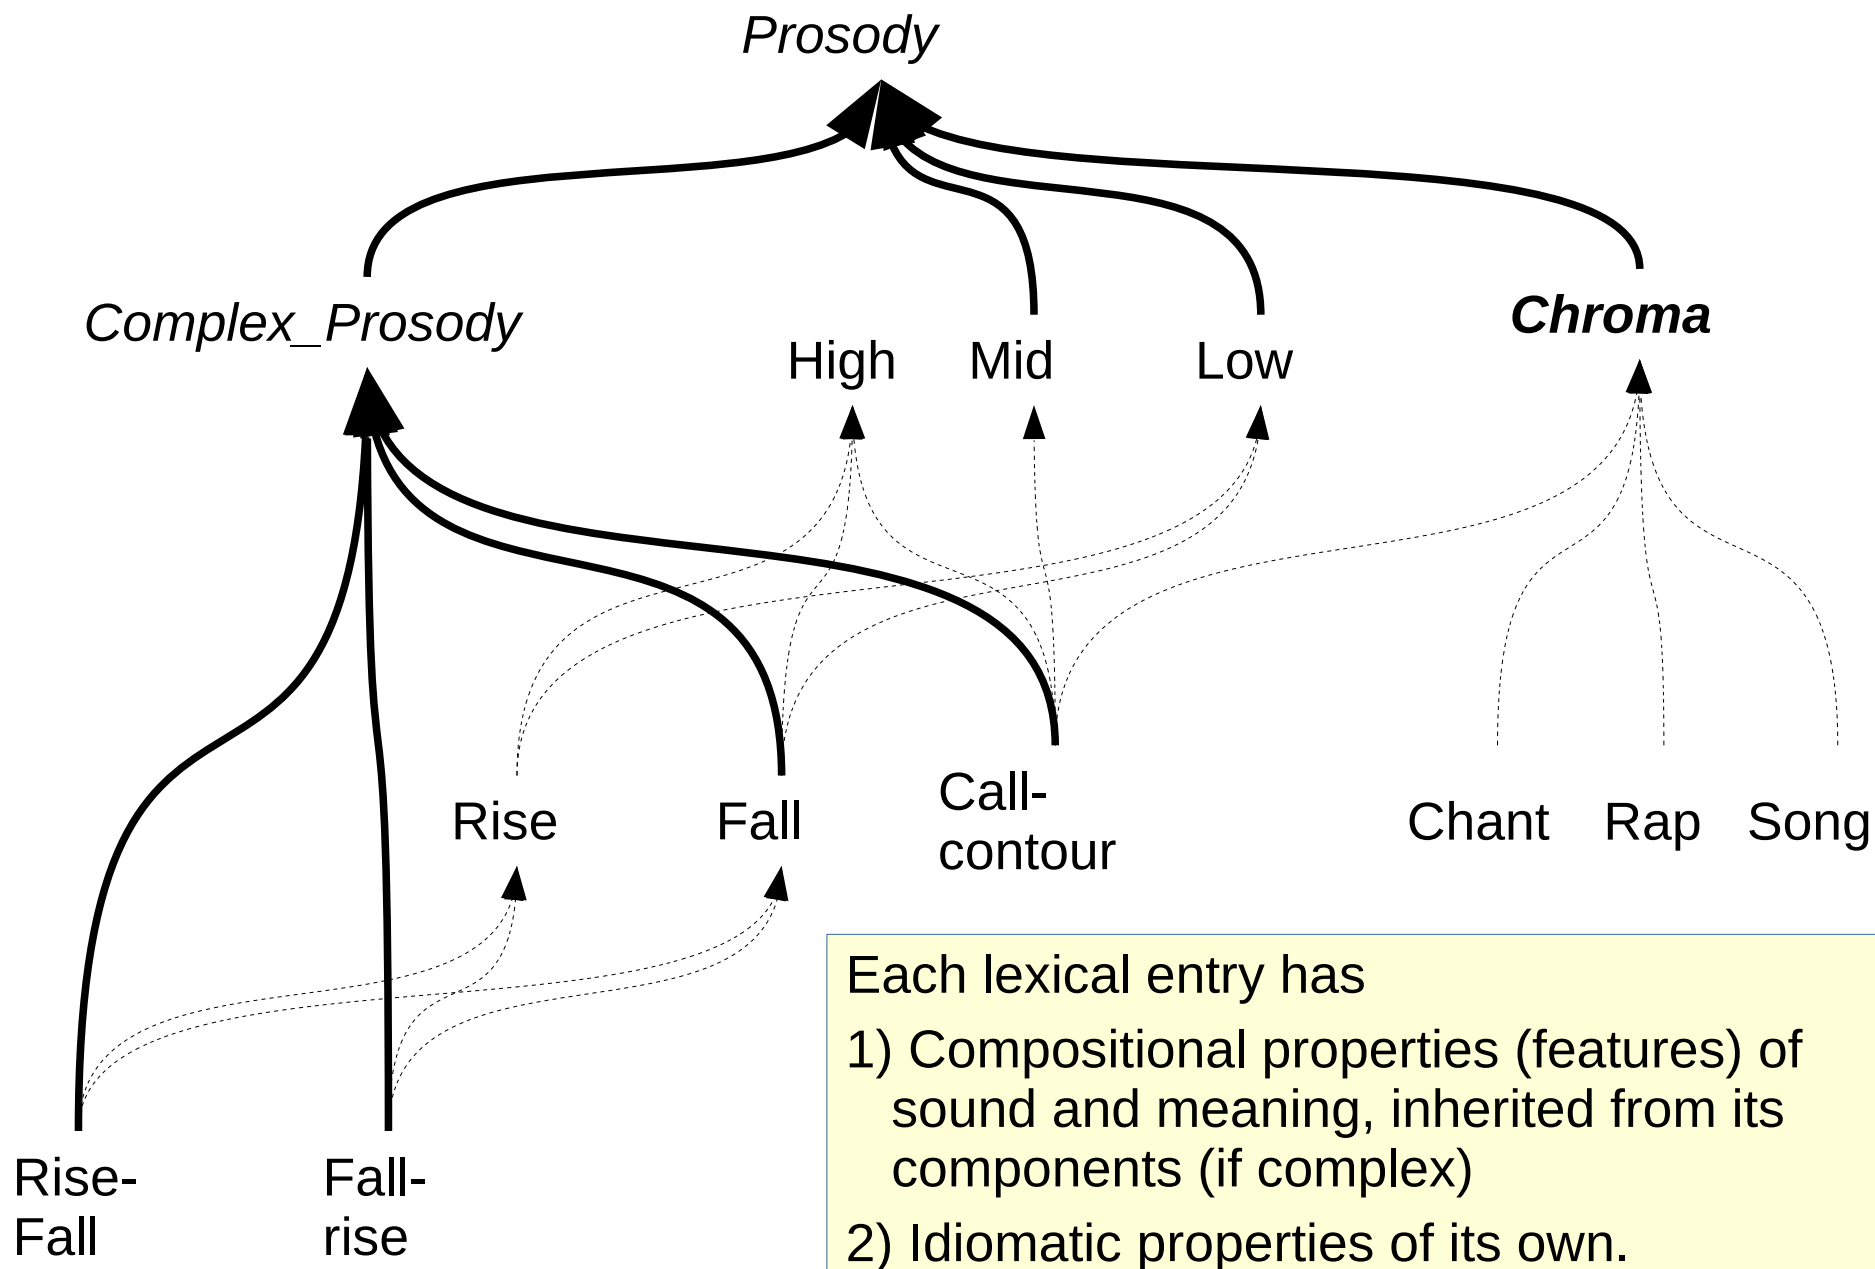 Prosody
Complex_Prosody
High
Mid
Low
Chroma
Rise
Fall
Call-
contour
Chant
Rap
Song
Rise-
Fall
Fall-
rise
Each lexical entry has
1) Compositional properties (features) of
sound and meaning, inherited from its
components (if complex)
2) Idiomatic properties of its own.